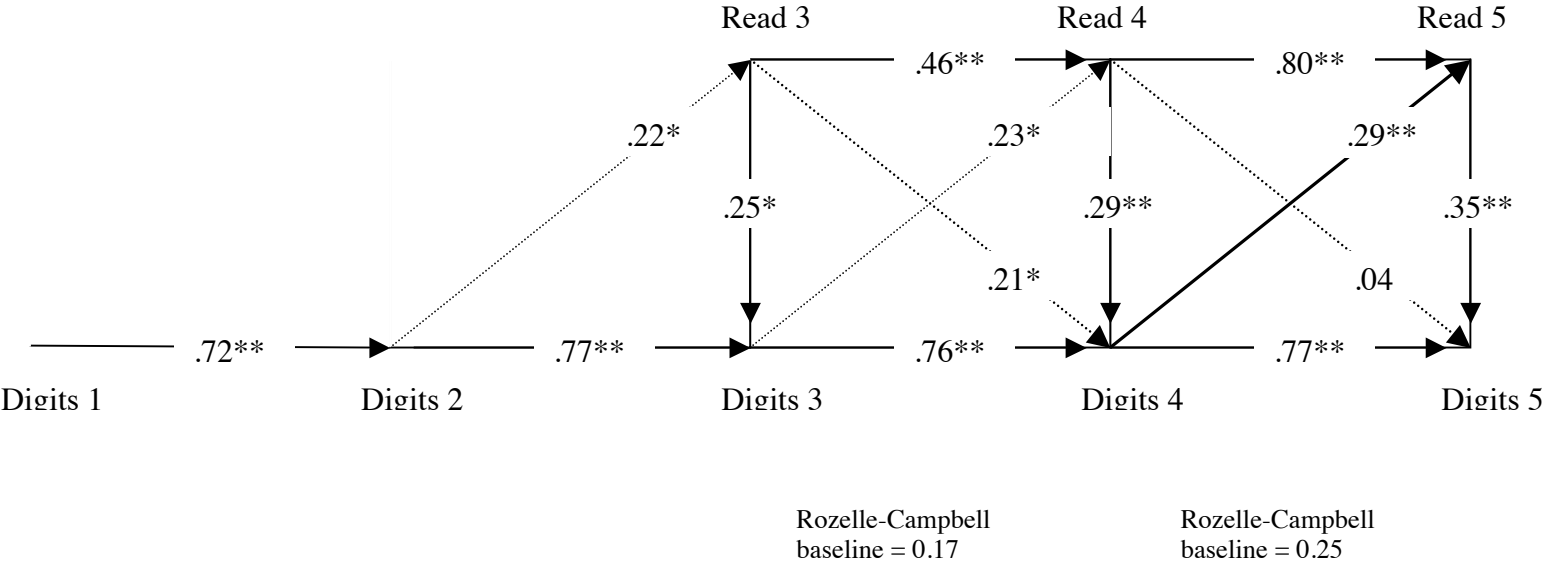 Read 3 Read 4 Read 5
.46** .80**
.22* .23* .29**
.25* .29** .35**
.21* .04
.72** .77** .76** .77**
Digits 1 Digits 2 Digits 3 Digits 4 Digits 5
Rozelle-Campbell
baseline = 0.17
Rozelle-Campbell
baseline = 0.25